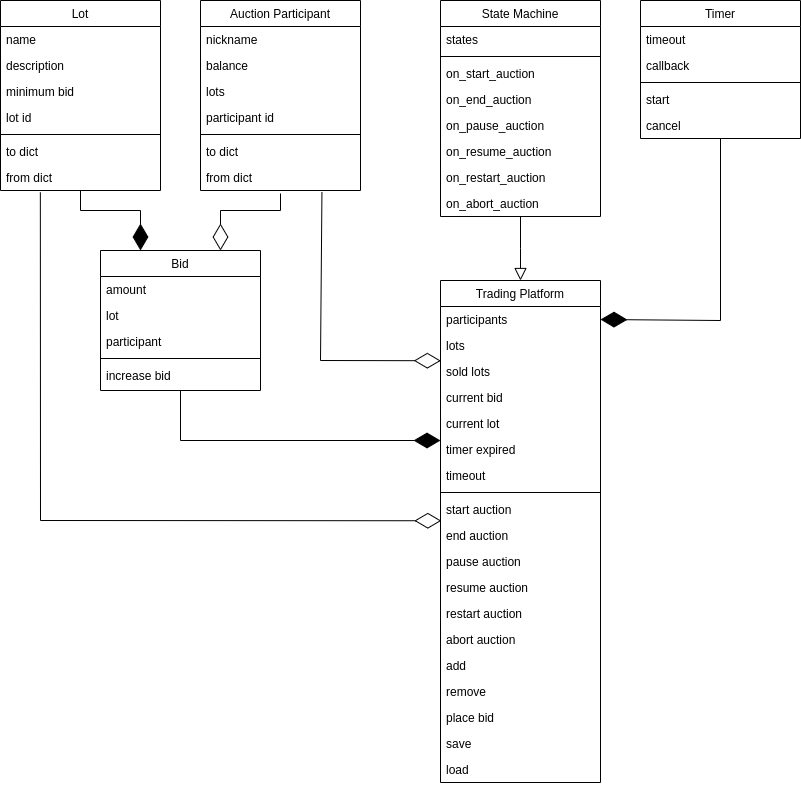 Lot
name
description
minimum bid
lot id
to dict
from dict
Auction Participant
nickname
balance
lots
participant id
to dict
from dict
State Machine
states
on_start_auction
on_end_auction
on_pause_auction
on_resume_auction
on_restart_auction
on_abort_auction
Timer
timeout
callback
start
cancel
Bid
amount
lot
participant
increase bid
Trading Platform
participants
lots
sold lots
current bid
current lot
timer expired
timeout
start auction
end auction
pause auction
resume auction
restart auction
abort auction
add
remove
place bid
save
load